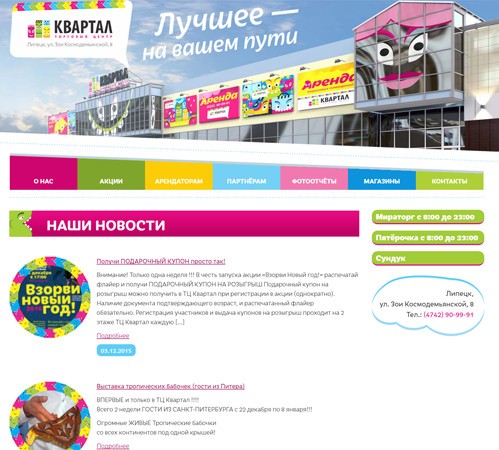 КВАРТАЛ
ТОРГОВЫЙ ЦЕНТР
Липецк, ул. Зои Космодемьянской, 8
Лучшее —
на вашем пути
КВАРТАЛ
Аренда
Аренда
КВАРТАЛ
О НАС
АКЦИИ
АРЕНДАТОРАМ
ПАРТНЁРАМ
ФОТООТЧЁТЫ
МАГАЗИНЫ
КОНТАКТЫ
НАШИ НОВОСТИ
Мираторг с 8:00 до 23:00
Пятёрочка с 8:00 до 23:00
Сундук
Липецк,
ул. Зои Космодемьянской, 8
Тел.: (4742) 90-99-91
декабря
в 17:00
Взорви
новый
год!
Получи ПОДАРОЧНЫЙ КУПОН просто так!
Внимание! Только одна неделя !!! В честь запуска акции «Взорви Новый год!» распечатай
флайер и получи ПОДАРОЧНЫЙ КУПОН НА РОЗЫГРЫШ Подарочный купон на
розыгрыш можно получить в ТЦ Квартал при регистрации в акции (однократно).
Наличие документа подтверждающего возраст, и распечатанный флайер
обязательно. Регистрация участников и выдача купонов на розыгрыш проходит на 2
этаже ТЦ Квартал каждую [...]
Подробнее
03.12.2015
Выставка тропических бабочек (гости из Питера)
ВПЕРВЫЕ и только в ТЦ Квартал !!!!!
Всего 2 недели ГОСТИ ИЗ САНКТ-ПИТЕРБУРГА с 22 декабря по 8 января!!!
Огромные ЖИВЫЕ Тропические бабочки
со всех континентов под одной крышей!
Подробнее